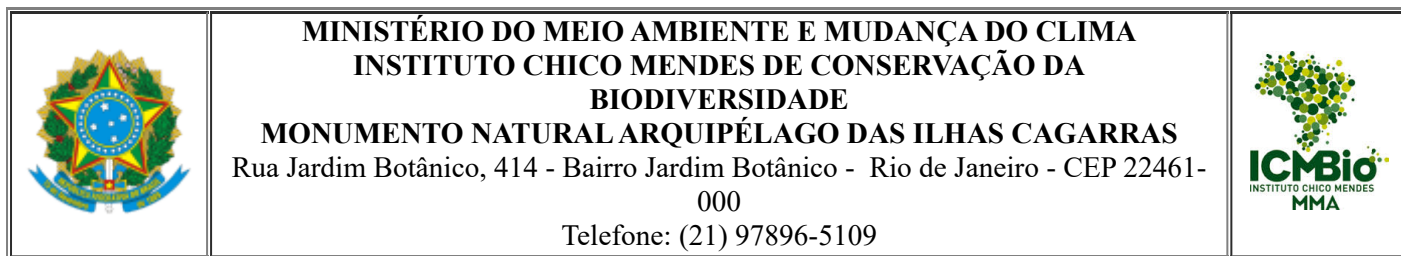 MINISTÉRIO DO MEIO AMBIENTE E MUDANÇA DO CLIMA
INSTITUTO CHICO MENDES DE CONSERVAÇÃO DA
BIODIVERSIDADE
MONUMENTO NATURAL ARQUIPÉLAGO DAS ILHAS CAGARRAS
Rua Jardim Botânico, 414 - Bairro Jardim Botânico - Rio de Janeiro - CEP 22461-
000
Telefone: (21) 97896-5109
ICMBio
INSTITUTO CHICO MENDES
MMA